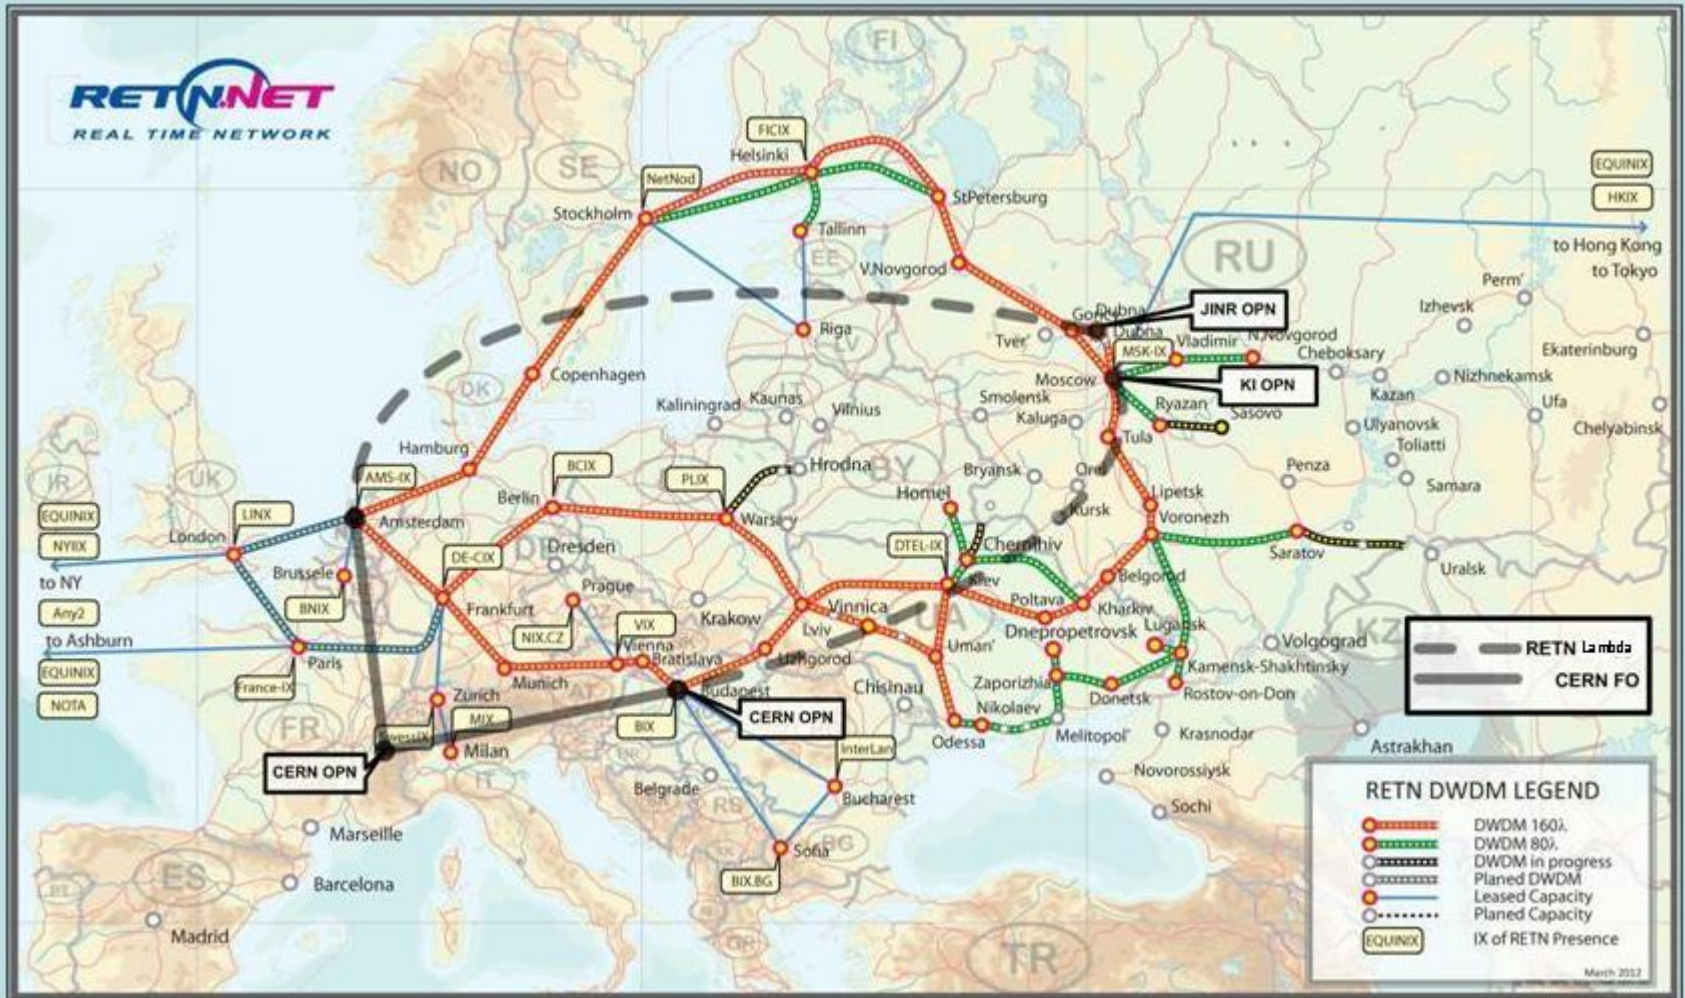 RETN.NET
REAL TIME NETWORK
FI
NO
SE
FICIX
Helsinki
NetNod
Stockholm
StPetersburg
Tallinn
EE
V.Novgorod
RU
EQUINIX
HKIX
to Hong Kong
to Tokyo
Perm'
Izhevsk
Ekaterinburg
JINR OPN
Dubna
Dubna
Tver'
Riga
LV
MSK-IX
Vladimir
N.Novgorod
Cheboksary
Moscow
KI OPN
Kazan
Nizhnekamsk
Ufa
Chelyabinsk
Copenhagen
DK
Kaliningrad
Kaunas
LT
Vilnius
Smolensk
Kaluga
Ryazan
Sasovo
Ulyanovsk
Toliatti
Samara
Tula
Penza
Hamburg
IR
UK
AMS-IX
BCIX
Berlin
PLIX
Hrodna
BY
Bryansk
Orel
Homel
Kursk
Lipetsk
Voronezh
EQUINIX
NYIIX
LINX
London
Amsterdam
Warsaw
DTEL-IX
Chernihiv
Saratov
Uralsk
to NY
Any2
to Ashburn
EQUINIX
NOTA
Brussele
BNIX
DE-CIX
DE
Dresden
Prague
Frankfurt
NIX.CZ
Krakow
Kiev
Belgorod
Poltava
Kharkiv
Vinnica
UA
Lviv
Dnepropetrovsk
Lugansk
Volgograd
KZ
RETN Lambda
CERN FO
Paris
France-IX
VIX
Vienna
Bratislava
Uzhgorod
Uman'
Kamensk-Shakhtinsky
Munich
AT
Budapest
Chisinau
Zaporizhia
Donetsk
Rostov-on-Don
Zurich
MIX
SwessIX
Milan
BIX
CERN OPN
Nikolaev
Odessa
Melitopol'
Krasnodar
Astrakhan
FR
CERN OPN
IT
InterLan
Belgrade
RS
Bucharest
Novorossiysk
Sochi
Marseille
Sofia
BG
BIX.BG
ES
Barcelona
Madrid
GR
TR
RETN DWDM LEGEND
DWDM 160λ
DWDM 80λ
DWDM in progress
Planed DWDM
Leased Capacity
Planed Capacity
EQUINIX
IX of RETN Presence
March 2012